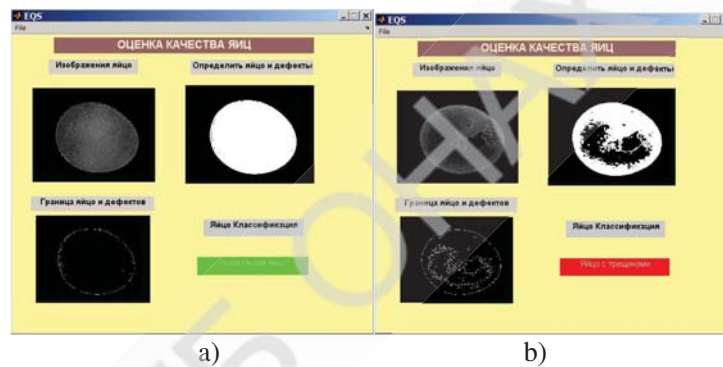 EQS
File
ОЦЕНКА КАЧЕСТВА ЯИЦ
Изображения яйцо
Определить яйцо и дефекты
Граница яйцо и дефектов
Яйцо Классификация
a)
EQS
File
ОЦЕНКА КАЧЕСТВА ЯИЦ
Изображения яйцо
Определить яйцо и дефекты
Граница яйцо и дефектов
Яйцо Классификация
Яйцо с трещинами
b)